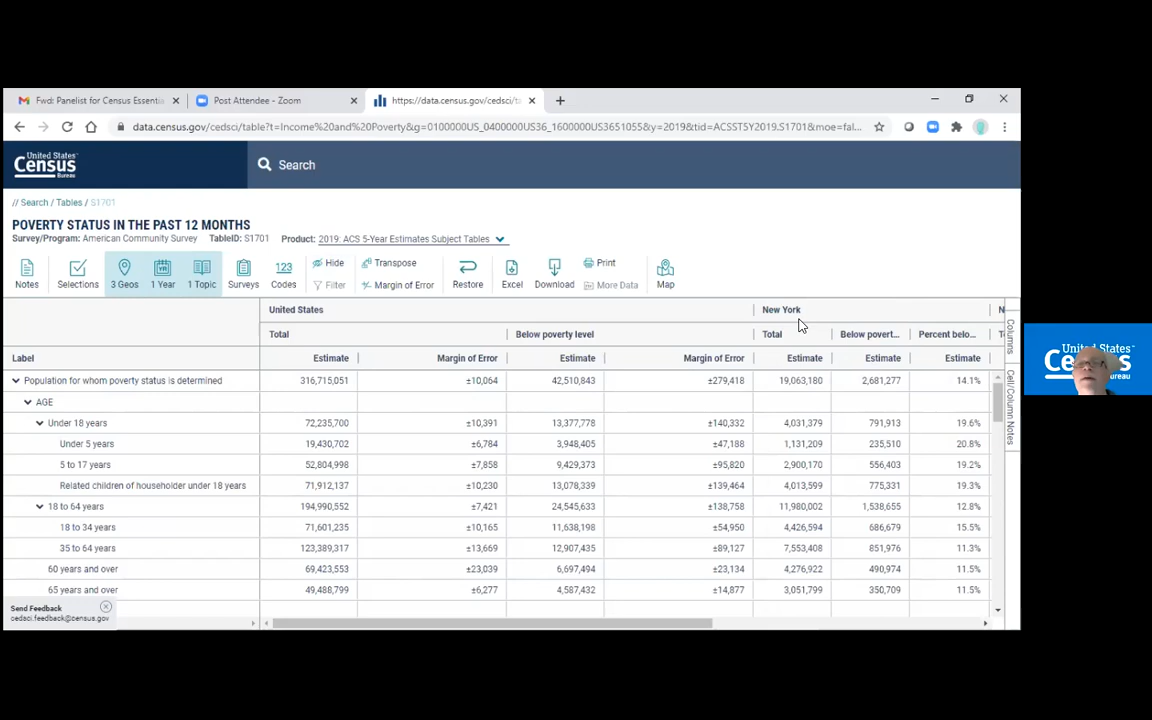 Fwd: Panelist for Census Essentia
Post Attendee - Zoom
https://data.census.gov/cedsci/ta
data.census.gov/cedsci/table?t=Income%20and%20Poverty&g=0100000US_0400000US36_1600000US3651055&y=2019&tid=ACSST5Y2019.S1701&moe=fal...
United States
Census
Bureau
Search
// Search / Tables / S1701
POVERTY STATUS IN THE PAST 12 MONTHS
Survey/Program: American Community Survey TableID: S1701 Product: 2019: ACS 5-Year Estimates Subject Tables
Notes Selections 3 Geos 1 Year 1 Topic Surveys 123 Codes Hide Filter Transpose Margin of Error Restore Excel Download Print More Data Map
United States New York N
Total Below poverty level Total Below povert... Percent belo... T
Label Estimate Margin of Error Estimate Margin of Error Estimate Estimate Estimate
Population for whom poverty status is determined 316,715,051 ±10,064 42,510,843 ±279,418 19,063,180 2,681,277 14.1%
AGE
Under 18 years 72,235,700 ±10,391 13,377,778 ±140,332 4,031,379 791,913 19.6%
Under 5 years 19,430,702 ±6,784 3,948,405 ±47,188 1,131,209 235,510 20.8%
5 to 17 years 52,804,998 ±7,858 9,429,373 ±95,820 2,900,170 556,403 19.2%
Related children of householder under 18 years 71,912,137 ±10,230 13,078,339 ±139,464 4,013,599 775,331 19.3%
18 to 64 years 194,990,552 ±7,421 24,545,633 ±138,758 11,980,002 1,538,655 12.8%
18 to 34 years 71,601,235 ±10,165 11,638,198 ±54,950 4,426,594 686,679 15.5%
35 to 64 years 123,389,317 ±13,669 12,907,435 ±89,127 7,553,408 851,976 11.3%
60 years and over 69,423,553 ±23,039 6,697,494 ±23,134 4,276,922 490,974 11.5%
65 years and over 49,488,799 ±6,277 4,587,432 ±14,877 3,051,799 350,709 11.5%
Send Feedback
cedsci.feedback@census.gov
Columns
Cell/Column Notes